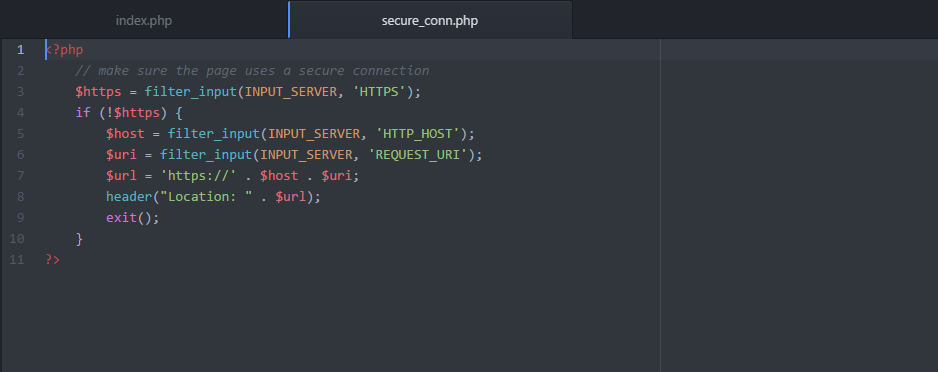 index.php secure_conn.php
1 <?php
2 // make sure the page uses a secure connection
3 $https = filter_input(INPUT_SERVER, 'HTTPS');
4 if (!$https) {
5 $host = filter_input(INPUT_SERVER, 'HTTP_HOST');
6 $uri = filter_input(INPUT_SERVER, 'REQUEST_URI');
7 $url = 'https://' . $host . $uri;
8 header("Location: " . $url);
9 exit();
10 }
11 ?>